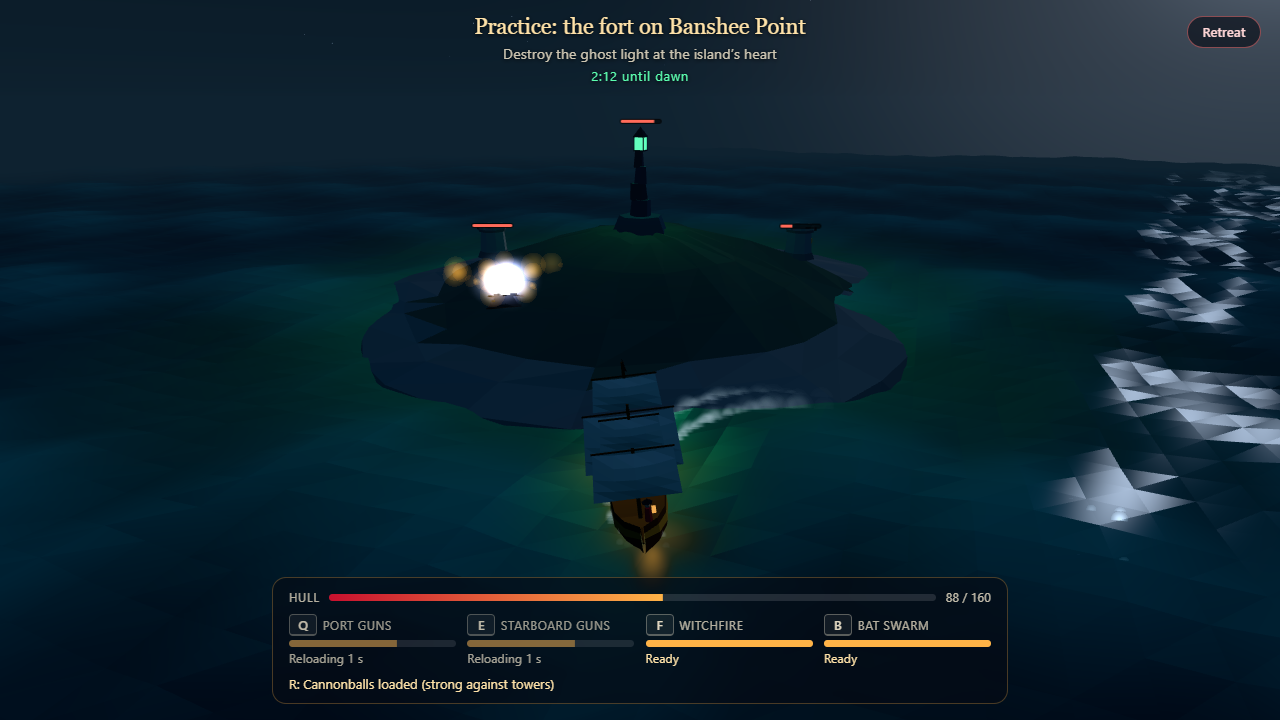 Practice: the fort on Banshee Point
Destroy the ghost light at the island's heart
2:12 until dawn
Retreat
HULL 88 / 160
Q PORT GUNS E STARBOARD GUNS F WITCHFIRE B BAT SWARM
Reloading 1 s Reloading 1 s Ready Ready
R: Cannonballs loaded (strong against towers)